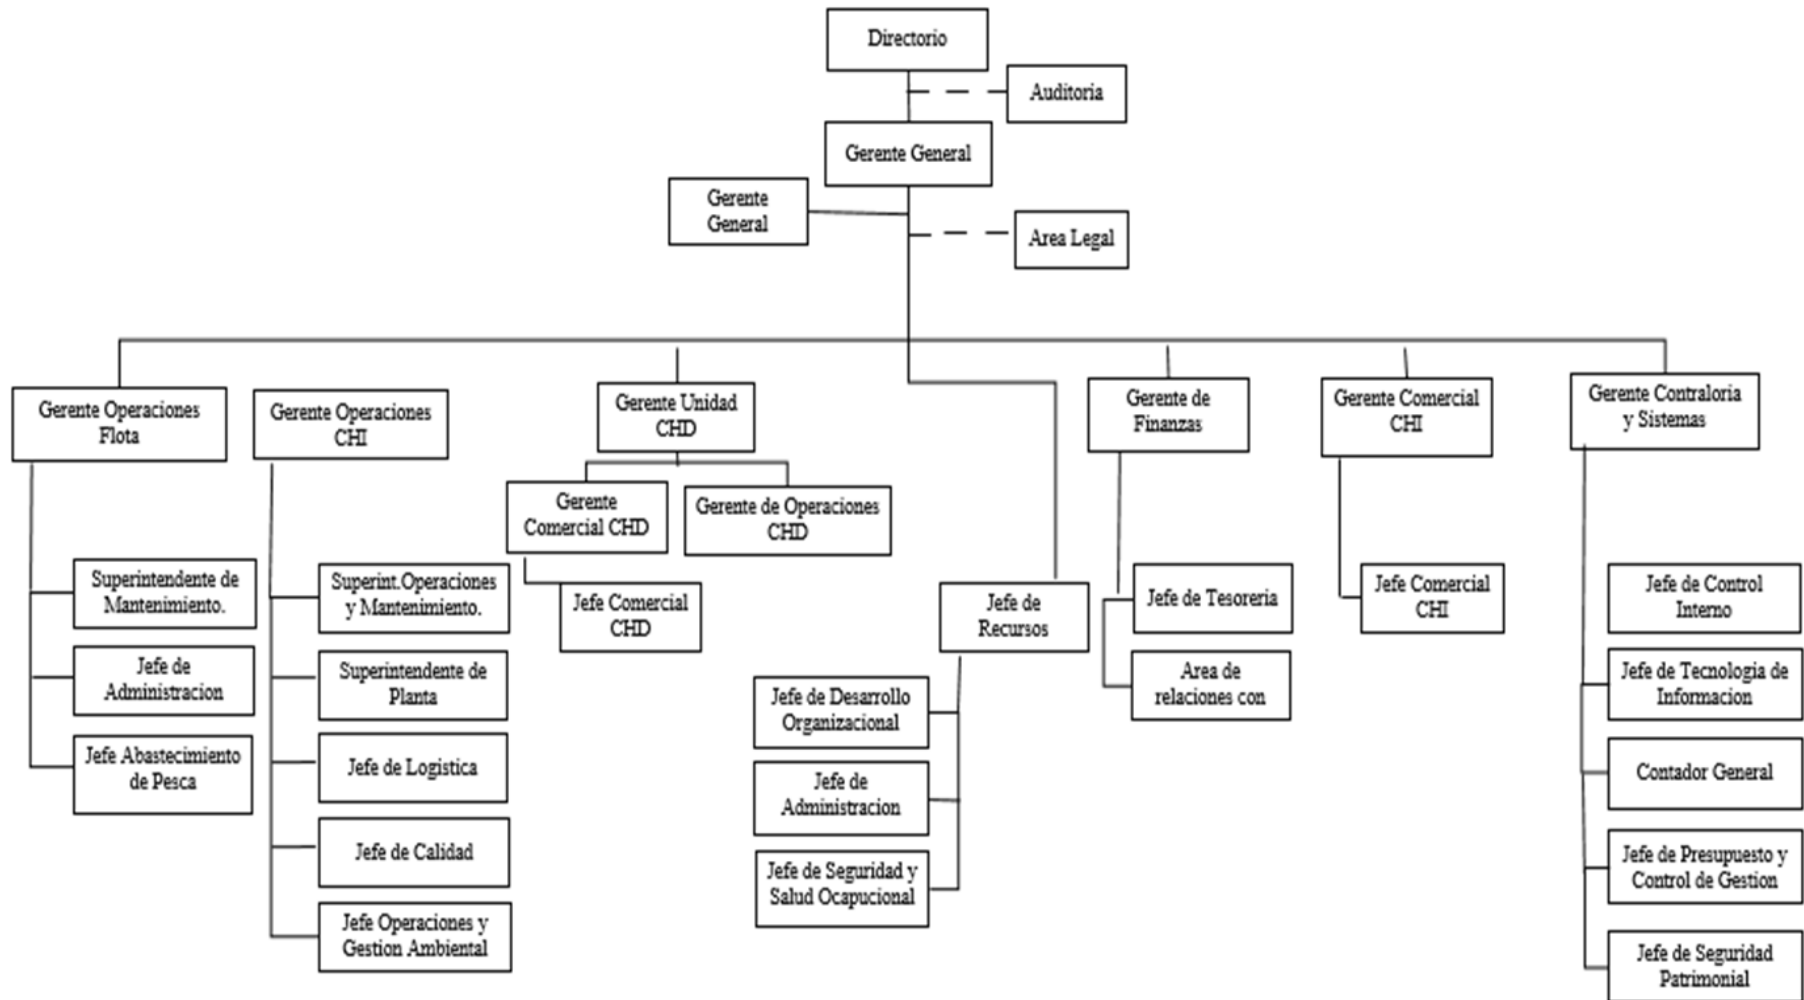 Directorio
Auditoria
Gerente General
Gerente
General
Area Legal
Gerente Operaciones
Flota
Gerente Operaciones
CHI
Gerente Unidad
CHD
Gerente de
Finanzas
Gerente Comercial
CHI
Gerente Contraloria
y Sistemas
Gerente
Comercial CHD
Gerente de Operaciones
CHD
Superintendente de
Mantenimiento.
Jefe de
Administracion
Jefe Abastecimiento
de Pesca
Superint.Operaciones
y Mantenimiento.
Superintendente de
Planta
Jefe de Logistica
Jefe de Calidad
Jefe Operaciones y
Gestion Ambiental
Jefe Comercial
CHD
Jefe de
Recursos
Jefe de Desarrollo
Organizacional
Jefe de
Administracion
Jefe de Seguridad y
Salud Ocapucional
Jefe de Tesoreria
Area de
relaciones con
Jefe Comercial
CHI
Jefe de Control
Interno
Jefe de Tecnologia de
Informacion
Contador General
Jefe de Presupuesto y
Control de Gestion
Jefe de Seguridad
Patrimonial